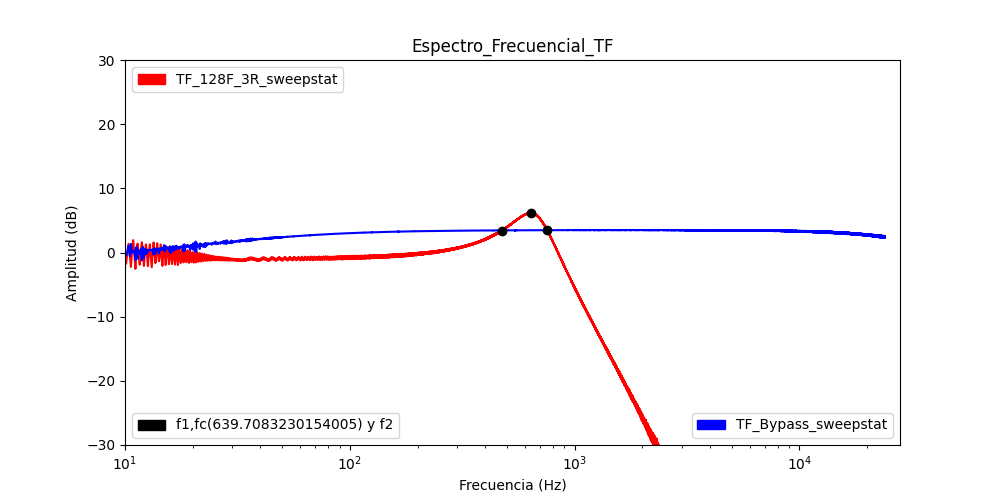 Espectro_Frecuencial_TF
Amplitud (dB)
30
20
10
0
−10
−20
−30
TF_128F_3R_sweepstat
f1,fc(639.7083230154005) y f2
TF_Bypass_sweepstat
10¹
10²
10³
10⁴
Frecuencia (Hz)